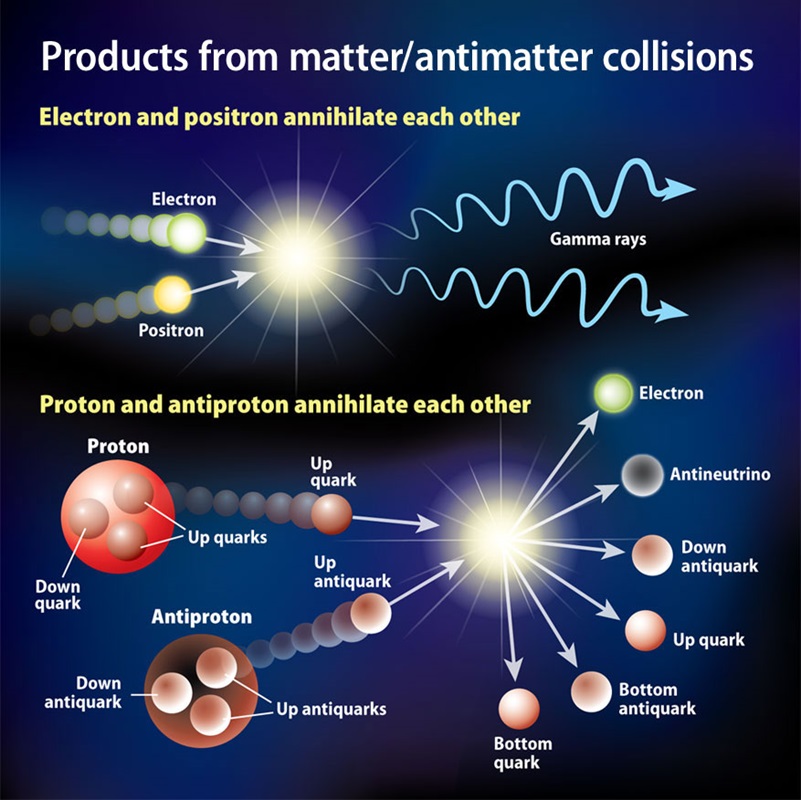 Products from matter/antimatter collisions
Electron and positron annihilate each other
Electron
Gamma rays
Positron
Proton and antiproton annihilate each other
Electron
Proton
Up
quark
Antineutrino
Up quarks
Down
antiquark
Up
antiquark
Down
quark
Antiproton
Up quark
Down
antiquark
Up antiquarks
Bottom
antiquark
Bottom
quark